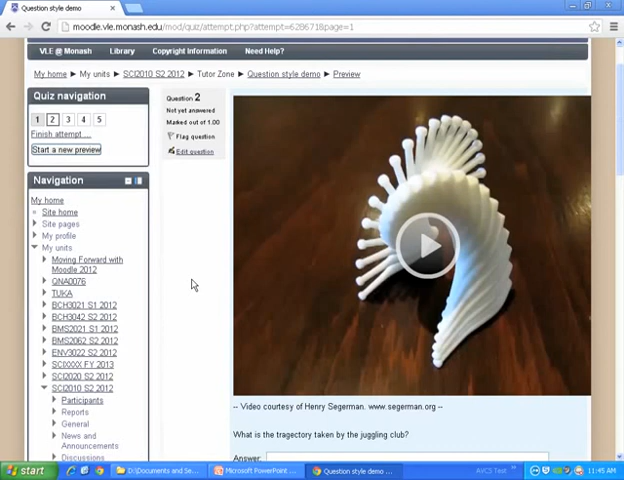 Question style demo
moodle.vle.monash.edu/mod/quiz/attempt.php?attempt=628671&page=1
VLE @ Monash Library Copyright Information Need Help?
My home ► My units ► SCI2010 S2 2012 ► Tutor Zone ► Question style demo ► Preview
Quiz navigation
1 2 3 4 5
Finish attempt ...
Start a new preview
Question 2
Not yet answered
Marked out of 1.00
Flag question
Edit question
Navigation
My home
Site home
Site pages
My profile
My units
Moving Forward with
Moodle 2012
QNA0076
TUKA
BCH3021 S1 2012
BCH3042 S2 2012
BMS2021 S1 2012
BMS2062 S2 2012
ENV3022 S2 2012
SCIXXXX FY 2013
SCI2020 S2 2012
SCI2010 S2 2012
Participants
Reports
General
News and
Announcements
Discussions
-- Video courtesy of Henry Segerman. www.segerman.org --
What is the tragectory taken by the juggling club?
Answer:
start D:\Documents and Se... Microsoft PowerPoint ... Question style demo ... AVCS Test » 11:45 AM